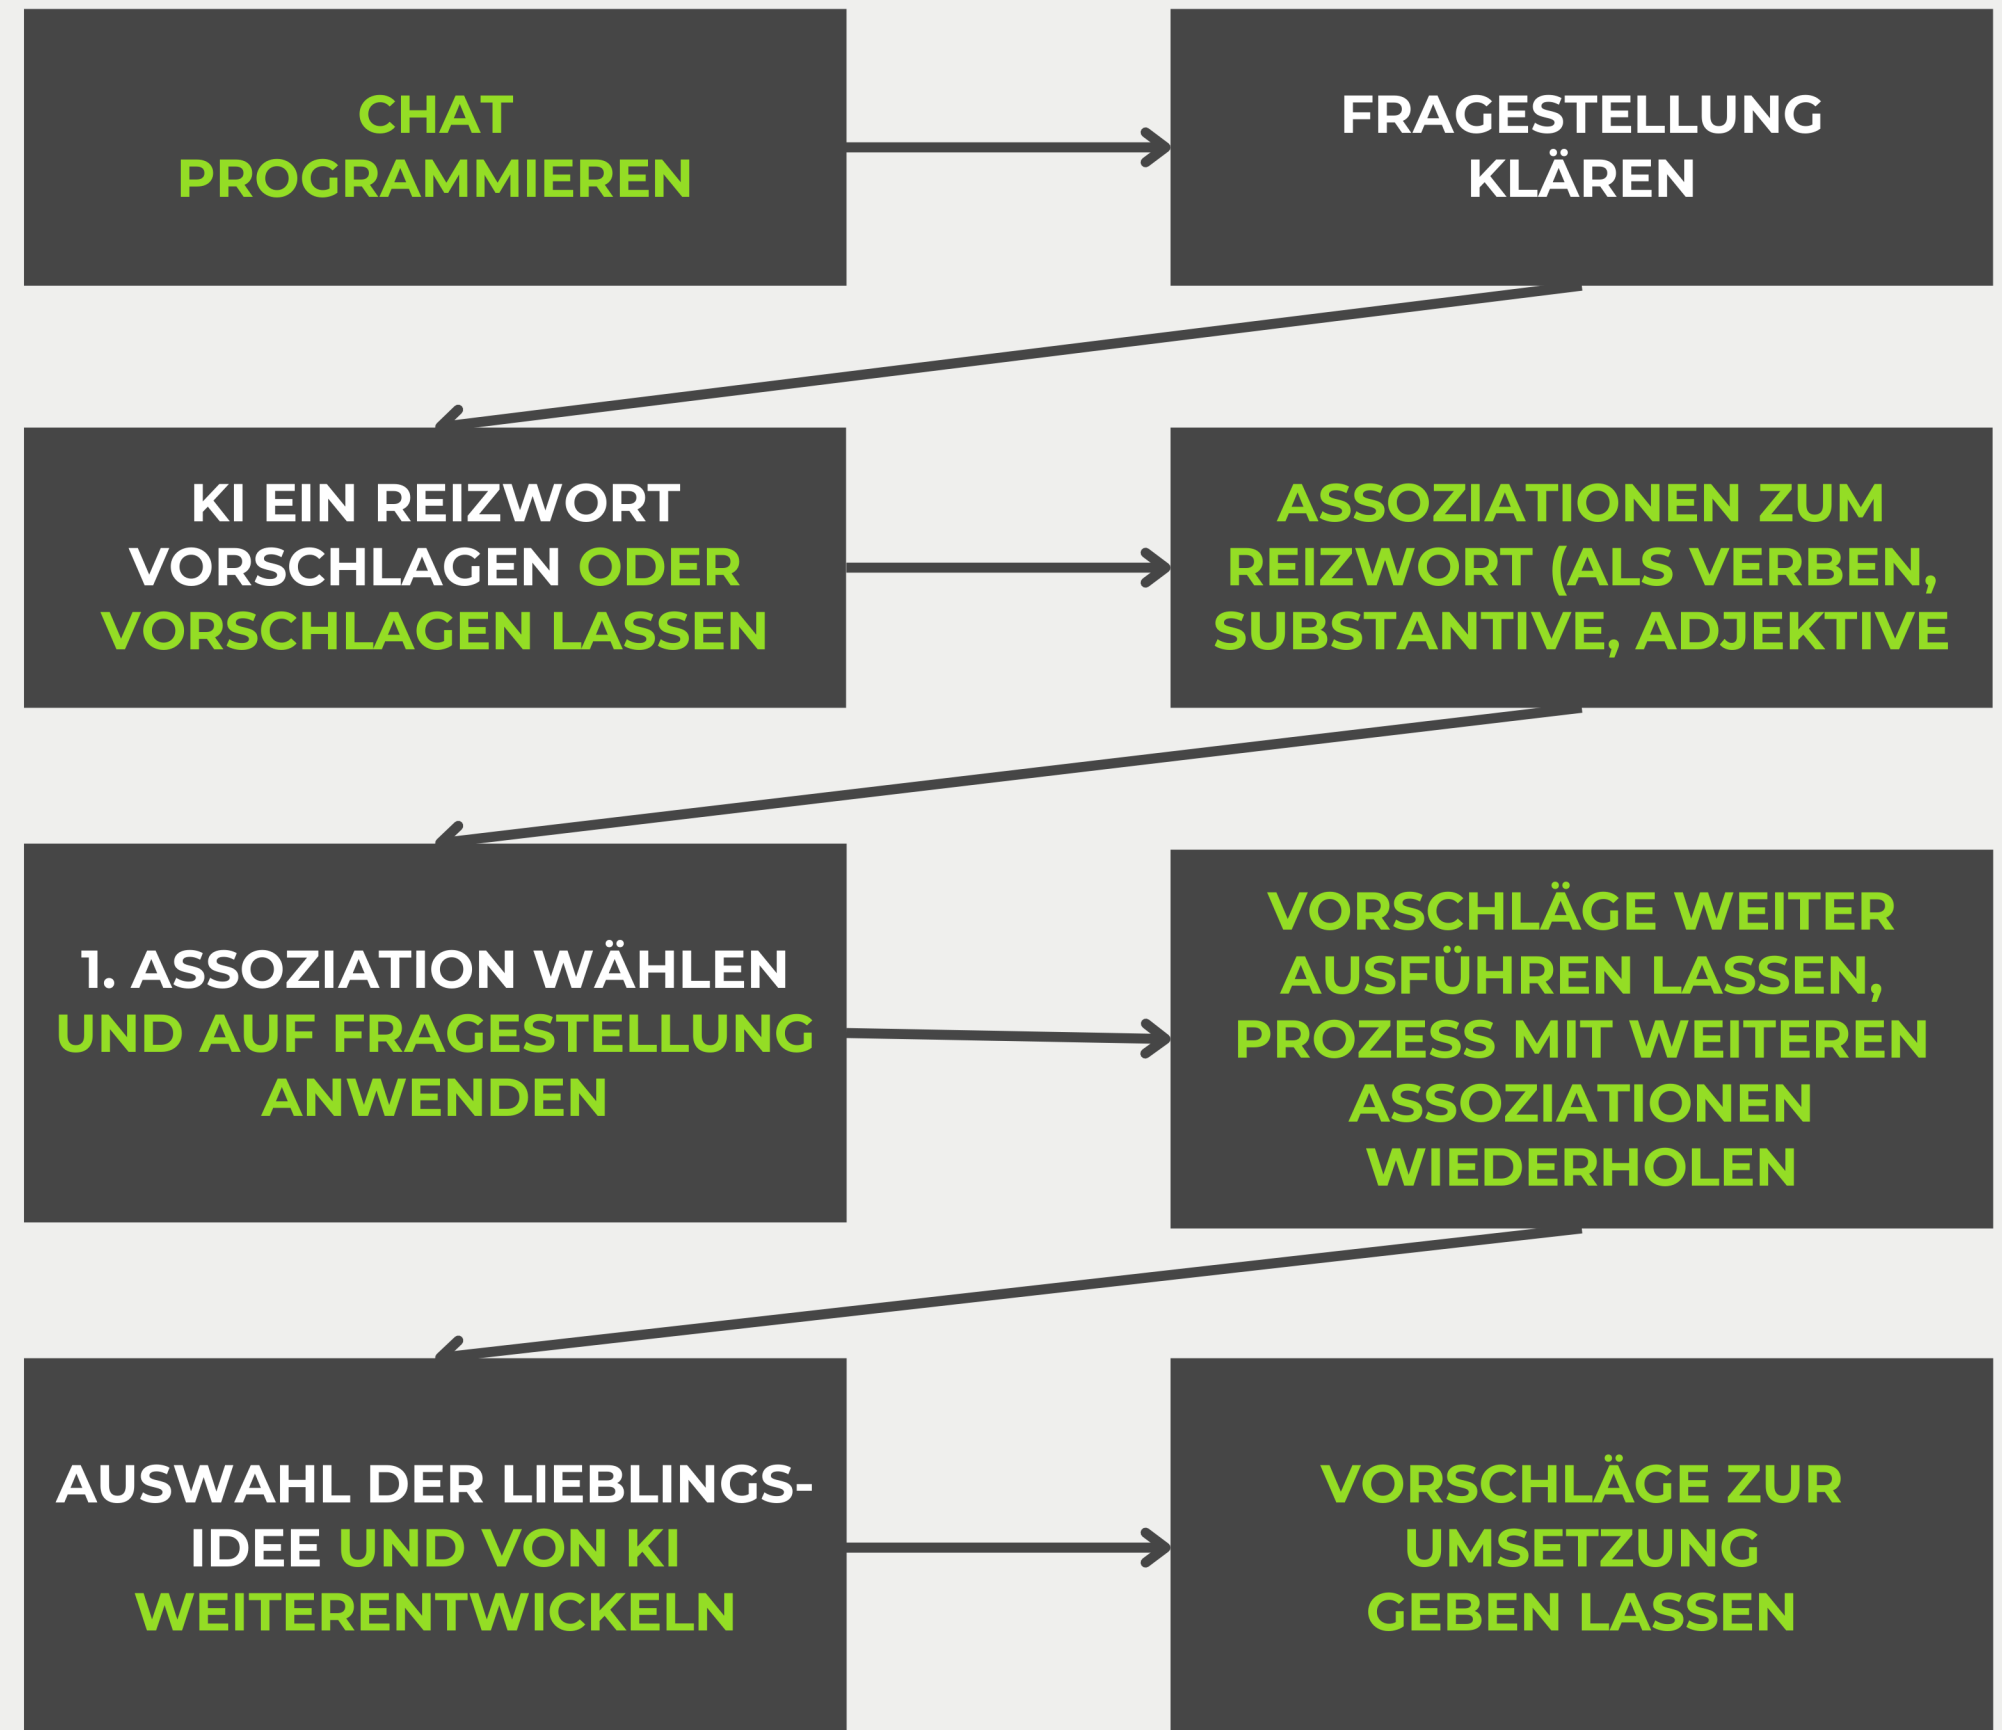 CHAT
PROGRAMMIEREN
FRAGESTELLUNG
KLÄREN
KI EIN REIZWORT
VORSCHLAGEN ODER
VORSCHLAGEN LASSEN
ASSOZIATIONEN ZUM
REIZWORT (ALS VERBEN,
SUBSTANTIVE, ADJEKTIVE
1. ASSOZIATION WÄHLEN
UND AUF FRAGESTELLUNG
ANWENDEN
VORSCHLÄGE WEITER
AUSFÜHREN LASSEN,
PROZESS MIT WEITEREN
ASSOZIATIONEN
WIEDERHOLEN
AUSWAHL DER LIEBLINGS-
IDEE UND VON KI
WEITERENTWICKELN
VORSCHLÄGE ZUR
UMSETZUNG
GEBEN LASSEN